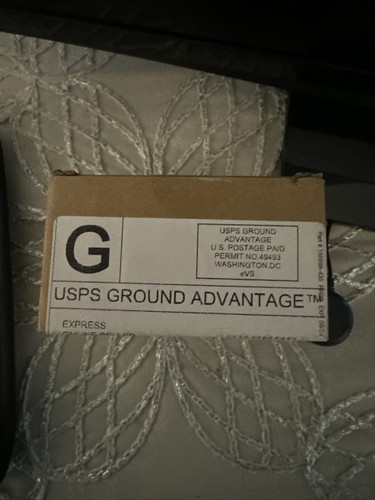 G
USPS GROUND
ADVANTAGE
U.S. POSTAGE PAID
PERMIT NO.49493
WASHINGTON,DC
eVS
USPS GROUND ADVANTAGE™
EXPRESS